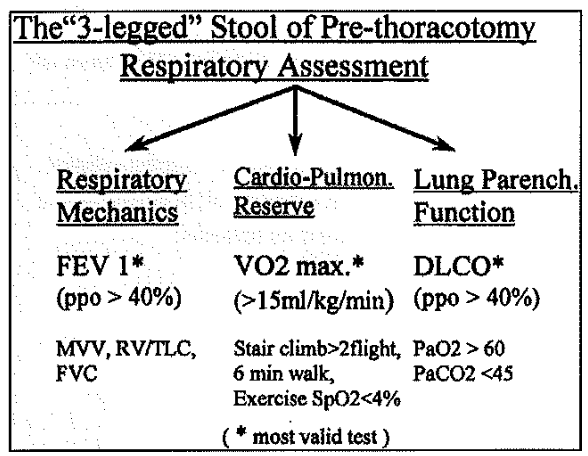 The“3-legged” Stool of Pre-thoracotomy
Respiratory Assessment
Respiratory
Mechanics
FEV 1*
(ppo > 40%)
MVV, RV/TLC,
FVC
Cardio-Pulmon.
Reserve
VO2 max.*
(>15ml/kg/min)
Stair climb>2flight,
6 min walk,
Exercise SpO2<4%
Lung Parench.
Function
DLCO*
(ppo > 40%)
PaO2 > 60
PaCO2 <45
( * most valid test )